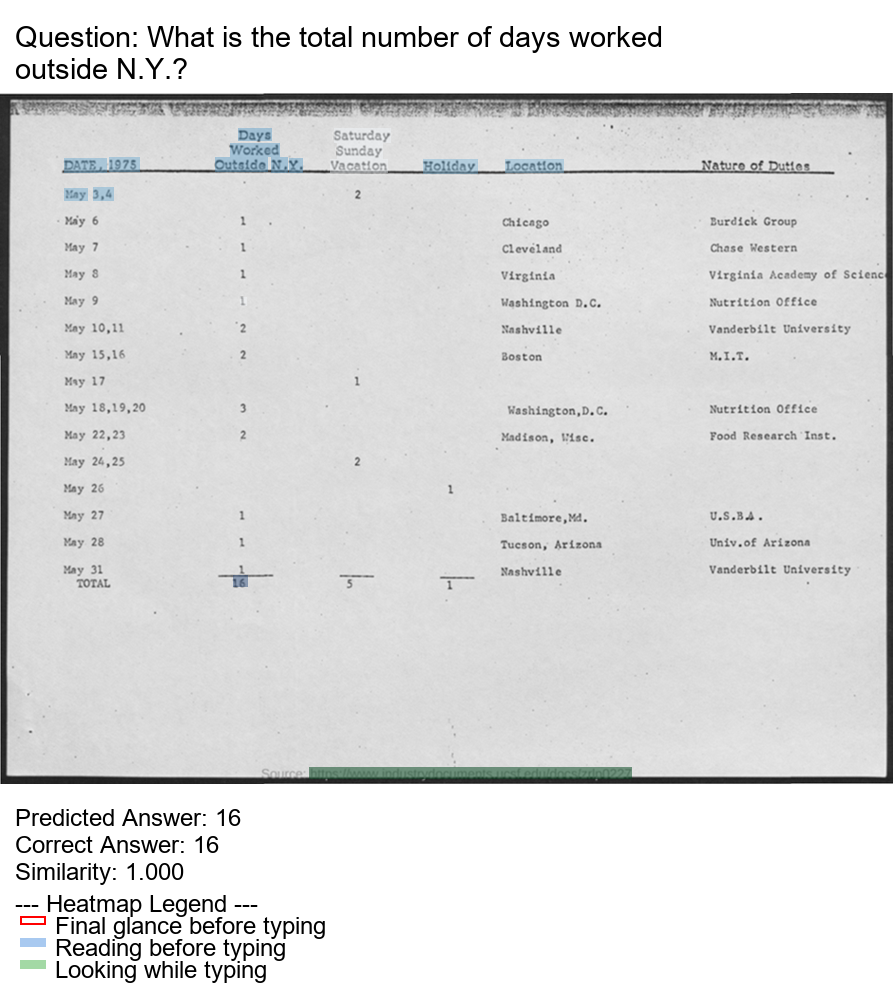 Question: What is the total number of days worked
outside N.Y.?
Days Saturday
Worked Sunday
DATE, 1975 Outside N.Y. Vacation Holiday Location Nature of Duties
May 3,4 2
May 6 1 Chicago Burdick Group
May 7 1 Cleveland Chase Western
May 8 1 Virginia Virginia Academy of Scienc
May 9 1 Washington D.C. Nutrition Office
May 10,11 2 Nashville Vanderbilt University
May 15,16 2 Boston M.I.T.
May 17 1
May 18,19,20 3 Washington,D.C. Nutrition Office
May 22,23 2 Madison, Wisc. Food Research Inst.
May 24,25 2
May 26 1
May 27 1 Baltimore,Md. U.S.B.A.
May 28 1 Tucson, Arizona Univ.of Arizona
May 31 1 Nashville Vanderbilt University
TOTAL 16 5 1
Source:
Predicted Answer: 16
Correct Answer: 16
Similarity: 1.000
--- Heatmap Legend ---
Final glance before typing
Reading before typing
Looking while typing